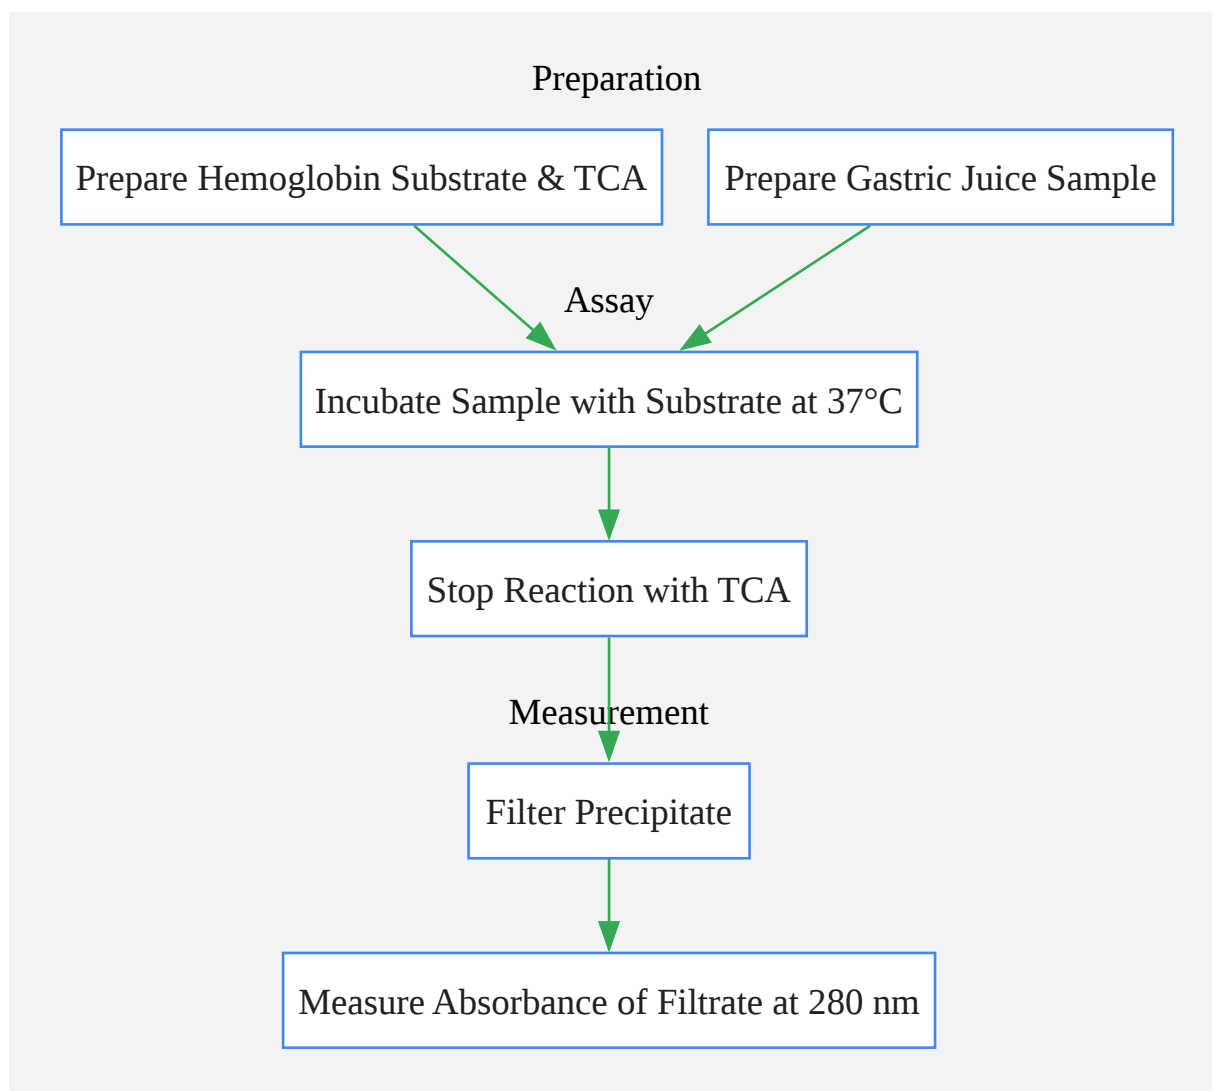 Preparation
Prepare Hemoglobin Substrate & TCA
Prepare Gastric Juice Sample
Assay
Incubate Sample with Substrate at 37°C
Stop Reaction with TCA
Measurement
Filter Precipitate
Measure Absorbance of Filtrate at 280 nm